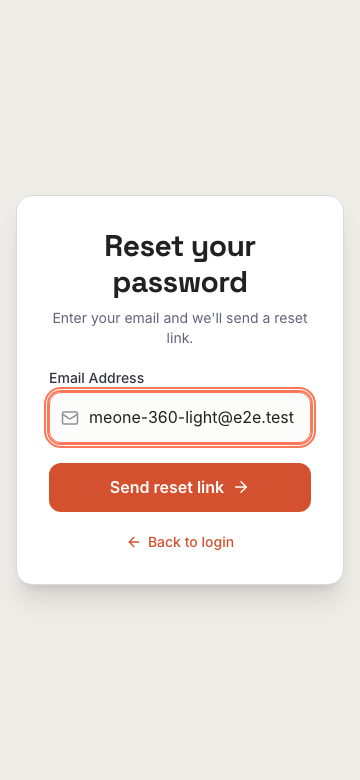 Reset your
password
Enter your email and we'll send a reset
link.
Email Address
meone-360-light@e2e.test
Send reset link →
← Back to login